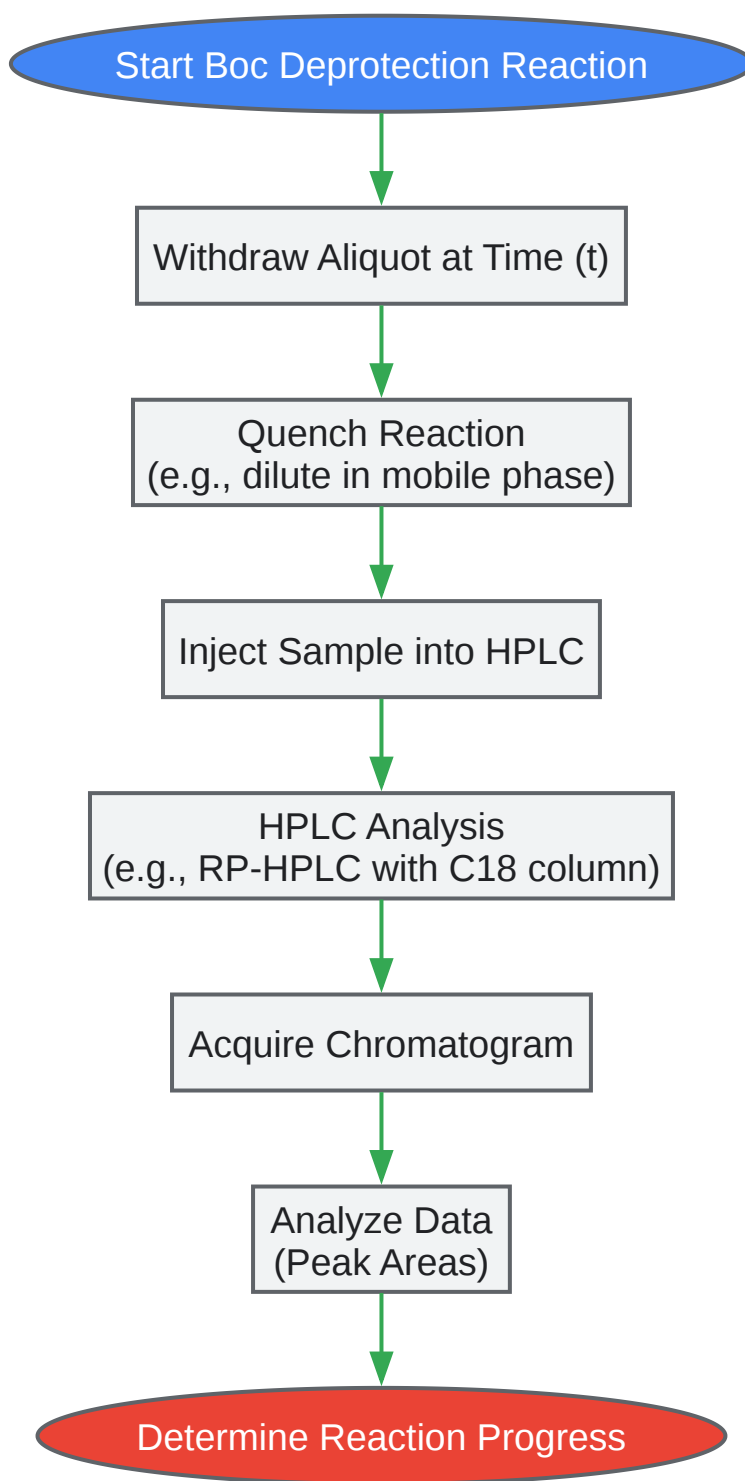 Start Boc Deprotection Reaction
Withdraw Aliquot at Time (t)
Quench Reaction
(e.g., dilute in mobile phase)
Inject Sample into HPLC
HPLC Analysis
(e.g., RP-HPLC with C18 column)
Acquire Chromatogram
Analyze Data
(Peak Areas)
Determine Reaction Progress